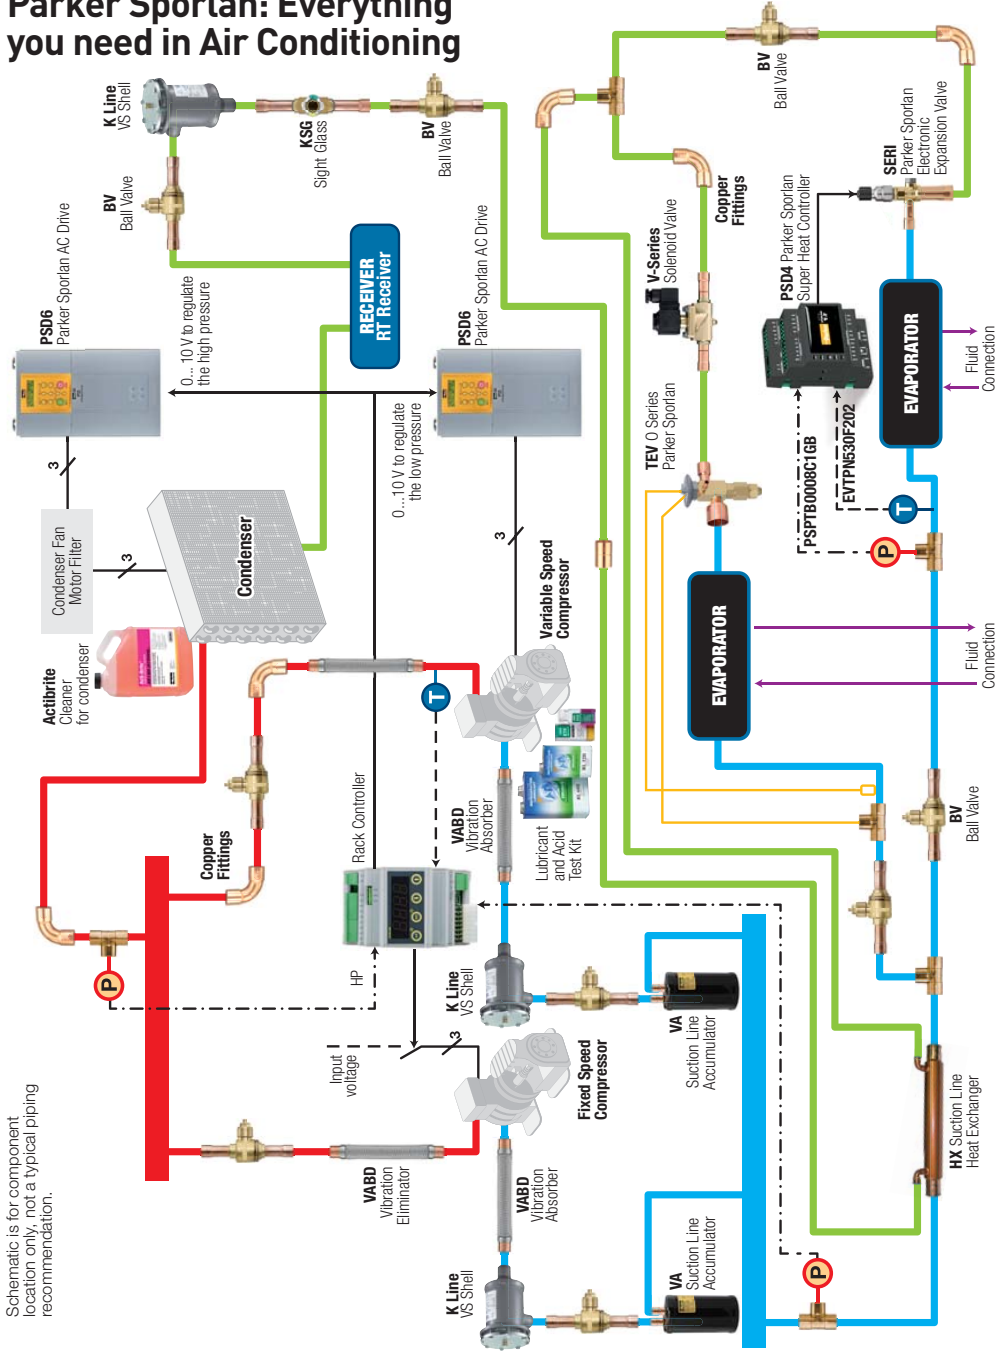 Parker Sporlan: Everything
you need in Air Conditioning
Schematic is for component
location only, not a typical piping
recommendation.
K Line
VS Shell
BV
Ball Valve
KSG
Sight Glass
BV
Ball Valve
PSD6
Parker Sporlan AC Drive
0... 10 V to regulate
the high pressure
RECEIVER
RT Receiver
PSD6
Parker Sporlan AC Drive
0...10 V to regulate
the low pressure
3
Condenser Fan
Motor Filter
3
Condenser
3
Actibrite
Cleaner
for condenser
Variable Speed
Compressor
T
Copper
Fittings
Rack Controller
VABD
Vibration
Absorber
Lubricant
and Acid
Test Kit
P
HP
Input
voltage
3
K Line
VS Shell
Fixed Speed
Compressor
VA
Suction Line
Accumulator
VABD
Vibration
Eliminator
VABD
Vibration
Absorber
K Line
VS Shell
VA
Suction Line
Accumulator
P
HX Suction Line
Heat Exchanger
BV
Ball Valve
BV
Ball Valve
SERI
Parker Sporlan
Electronic
Expansion Valve
Copper
Fittings
V-Series
Solenoid Valve
PSD4 Parker Sporlan
Super Heat Controller
TEV O Series
Parker Sporlan
PSPTB0008C1GB
EVTPN530F202
T
P
EVAPORATOR
Fluid
Connection
EVAPORATOR
Fluid
Connection